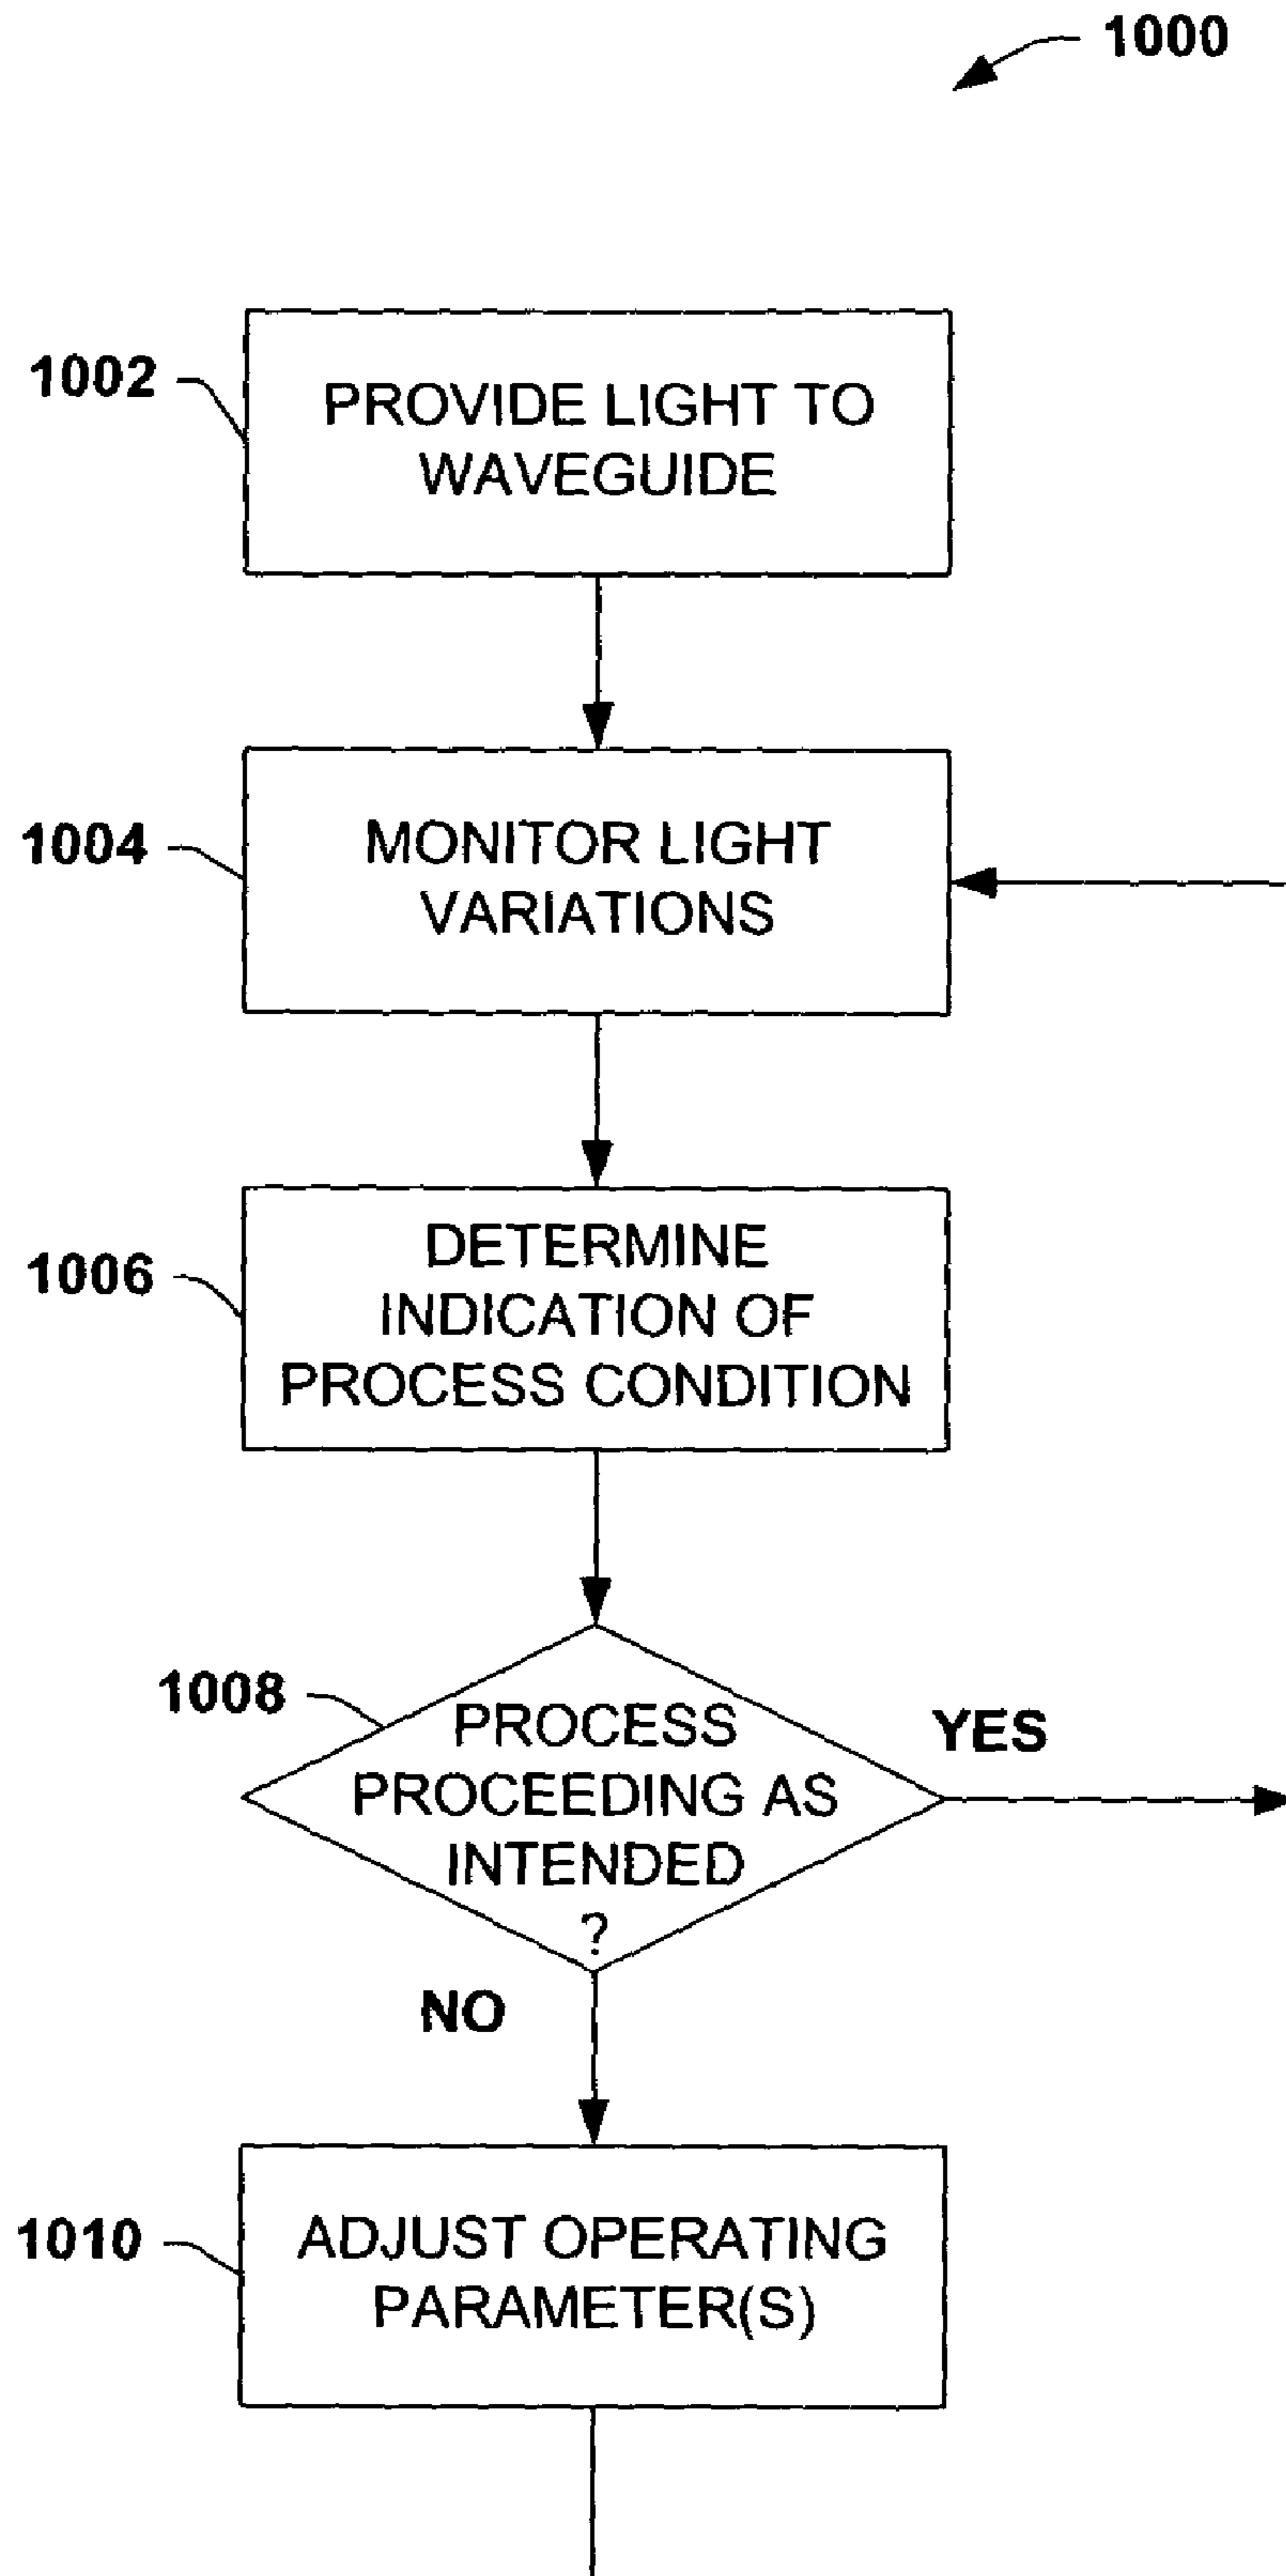 1000
1002
PROVIDE LIGHT TO
WAVEGUIDE
1004
MONITOR LIGHT
VARIATIONS
1006
DETERMINE
INDICATION OF
PROCESS CONDITION
1008
PROCESS
PROCEEDING AS
INTENDED
?
YES
NO
1010
ADJUST OPERATING
PARAMETER(S)